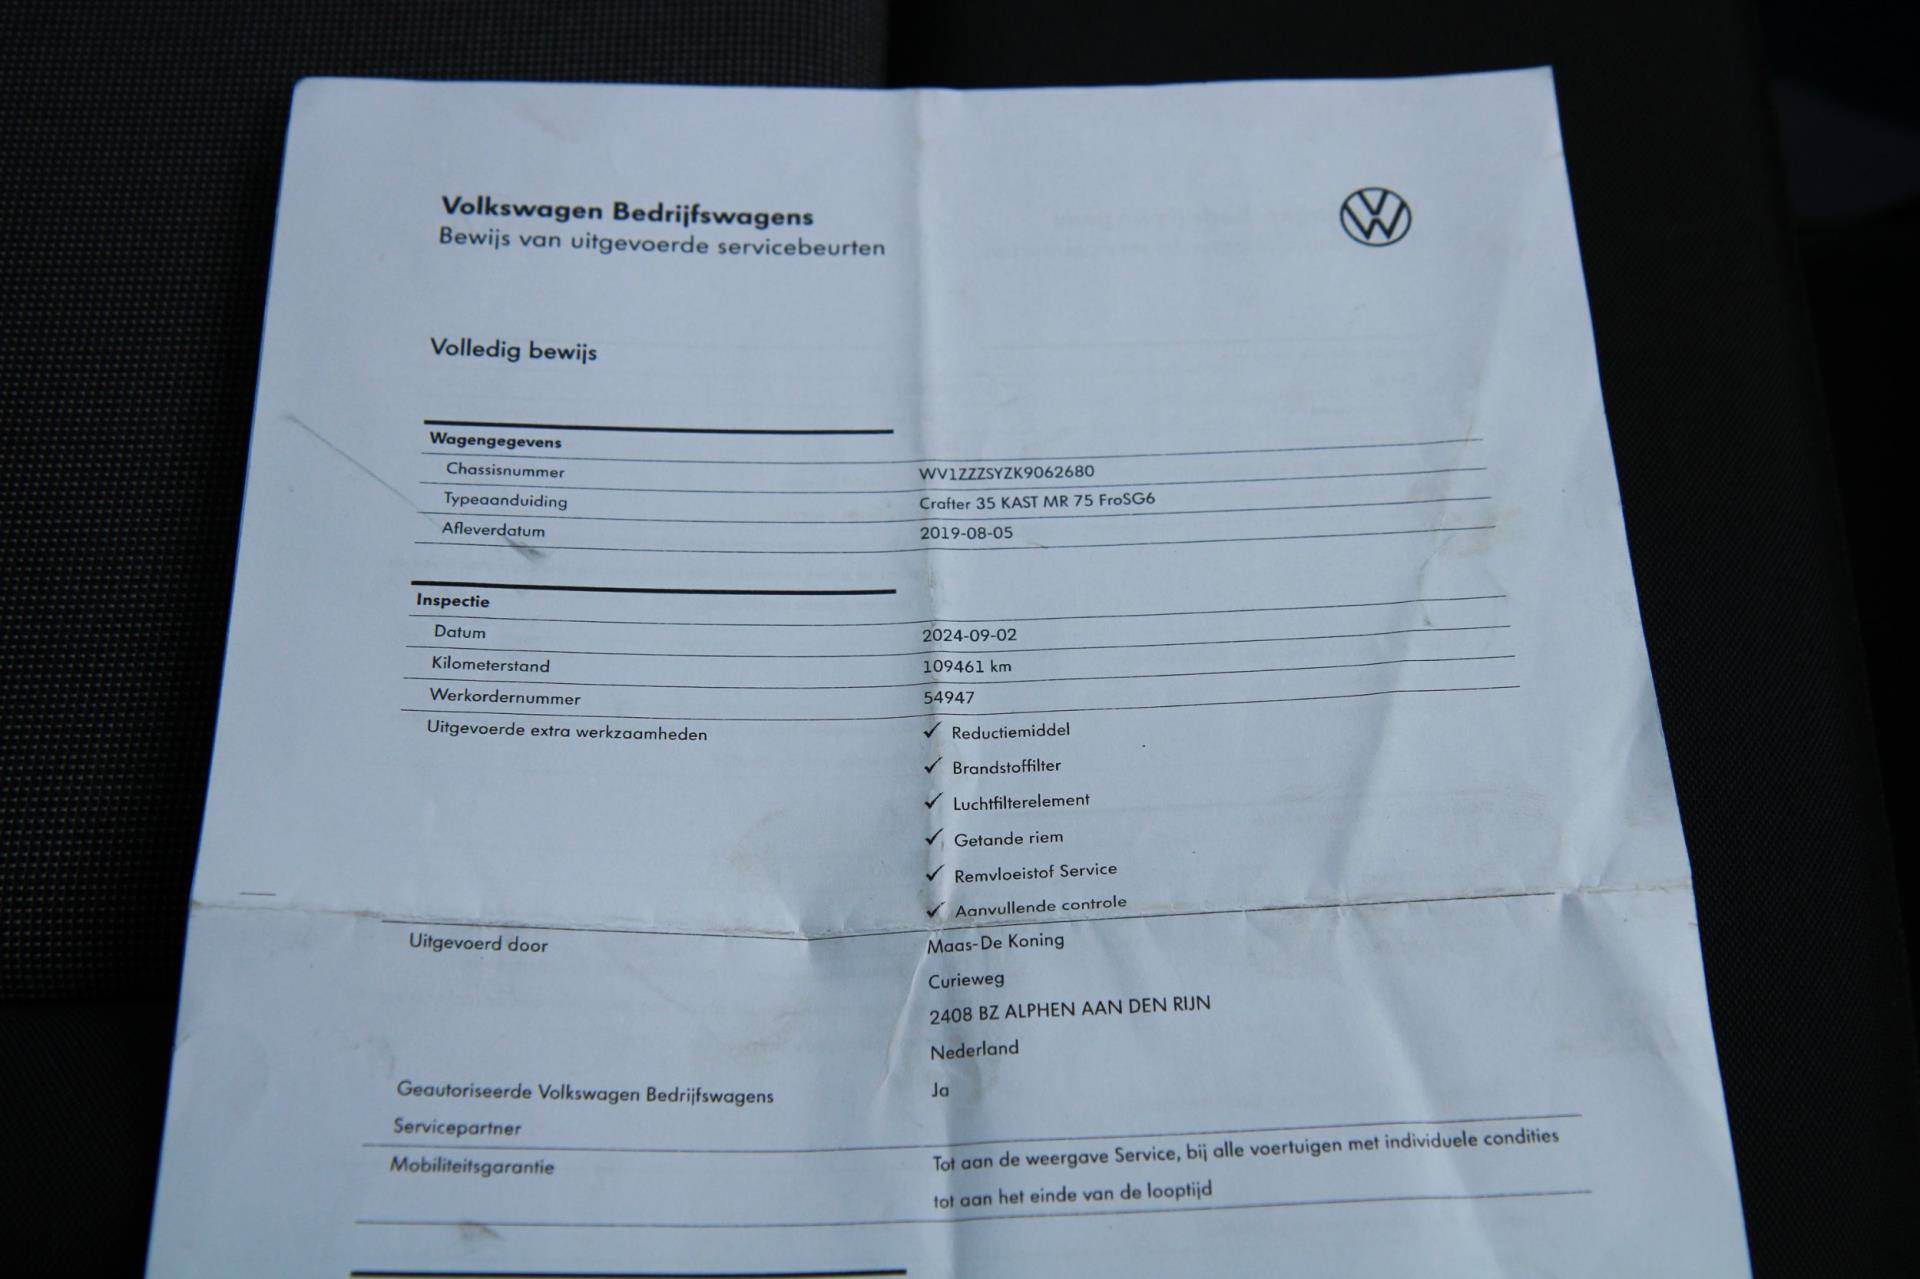 Volkswagen Bedrijfswagens
Bewijs van uitgevoerde servicebeurten
Volledig bewijs
Wagengegevens
Chassisnummer WV1ZZZSYZK9062680
Typeaanduiding Crafter 35 KAST MR 75 FroSG6
Afleverdatum 2019-08-05
Inspectie
Datum 2024-09-02
Kilometerstand 109461 km
Werkordernummer 54947
Uitgevoerde extra werkzaamheden ✓ Reductiemiddel
✓ Brandstoffilter
✓ Luchtfilterelement
✓ Getande riem
✓ Remvloeistof Service
✓ Aanvullende controle
Uitgevoerd door Maas-De Koning
Curieweg
2408 BZ ALPHEN AAN DEN RIJN
Nederland
Geautoriseerde Volkswagen Bedrijfswagens Ja
Servicepartner
Mobiliteitsgarantie Tot aan de weergave Service, bij alle voertuigen met individuele condities
tot aan het einde van de looptijd